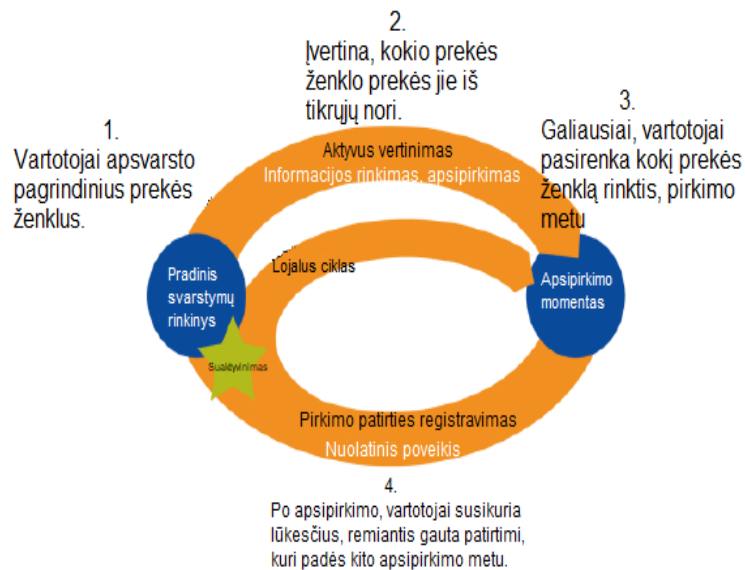 1.
Vartotojai apsvarsto
pagrindinius prekės
ženklus.
2.
Įvertina, kokio prekės
ženklo prekės jie iš
tikrųjų nori.
3.
Galiausiai, vartotojai
pasirenka kokį prekės
ženklą rinktis, pirkimo
metu
Aktyvus vertinimas
Informacijos rinkimas, apsipirkimas
Lojalus ciklas
Pradinis
svarstymų
rinkinys
Apsipirkimo
momentas
Pirkimo patirties registravimas
Nuolatinis poveikis
4.
Po apsipirkimo, vartotojai susikuria
lūkesčius, remiantis gauta patirtimi,
kuri padės kito apsipirkimo metu.